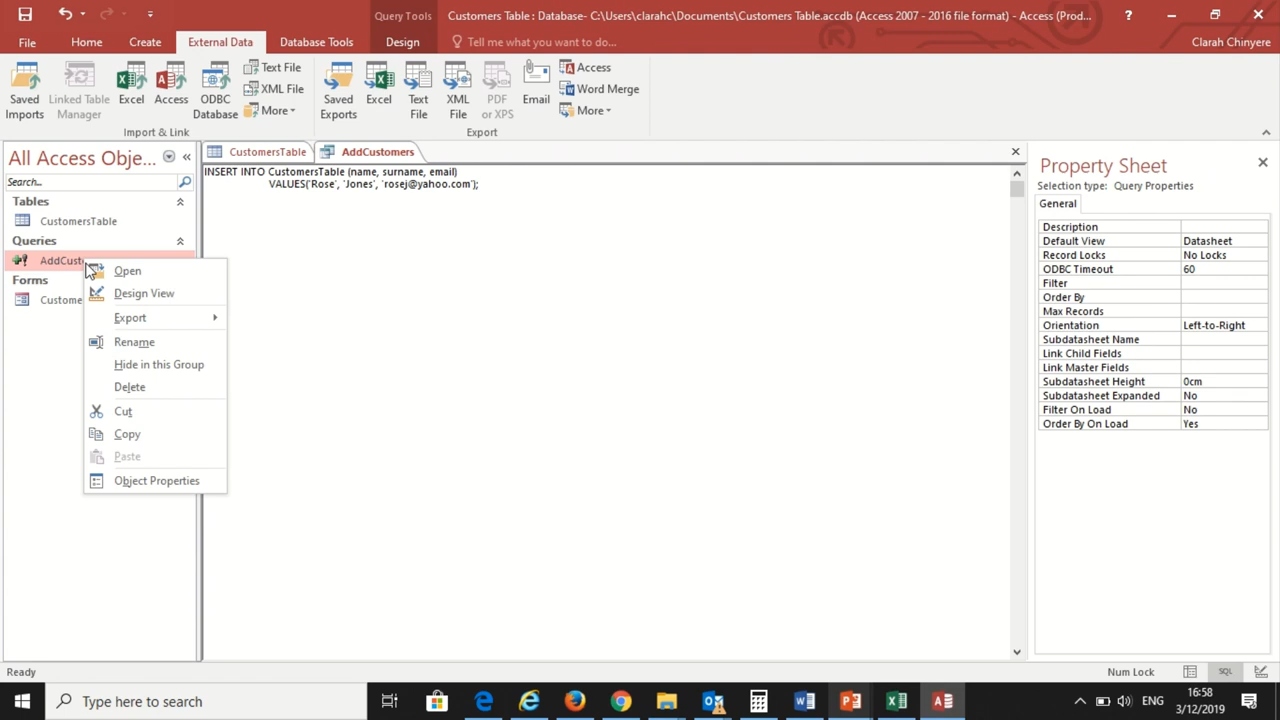 Query Tools
Customers Table : Database- C:\Users\clarahc\Documents\Customers Table.accdb (Access 2007 - 2016 file format) - Access (Prod...
?
File
Home
Create
External Data
Database Tools
Design
Tell me what you want to do...
Clarah Chinyere
Saved Imports
Linked Table Manager
Excel
Access
ODBC Database
Text File
XML File
More
Import & Link
Saved Exports
Excel
Text File
XML File
PDF or XPS
Email
Access
Word Merge
More
Export
All Access Obje...
Search...
Tables
CustomersTable
Queries
AddCusto
Forms
Custome
Open
Design View
Export
Rename
Hide in this Group
Delete
Cut
Copy
Paste
Object Properties
CustomersTable
AddCustomers
INSERT INTO CustomersTable (name, surname, email)
VALUES('Rose', 'Jones', 'rosej@yahoo.com');
Property Sheet
Selection type: Query Properties
General
Description
Default View Datasheet
Record Locks No Locks
ODBC Timeout 60
Filter
Order By
Max Records
Orientation Left-to-Right
Subdatasheet Name
Link Child Fields
Link Master Fields
Subdatasheet Height 0cm
Subdatasheet Expanded No
Filter On Load No
Order By On Load Yes
Ready
Num Lock
SQL
Type here to search
ENG
16:58
3/12/2019